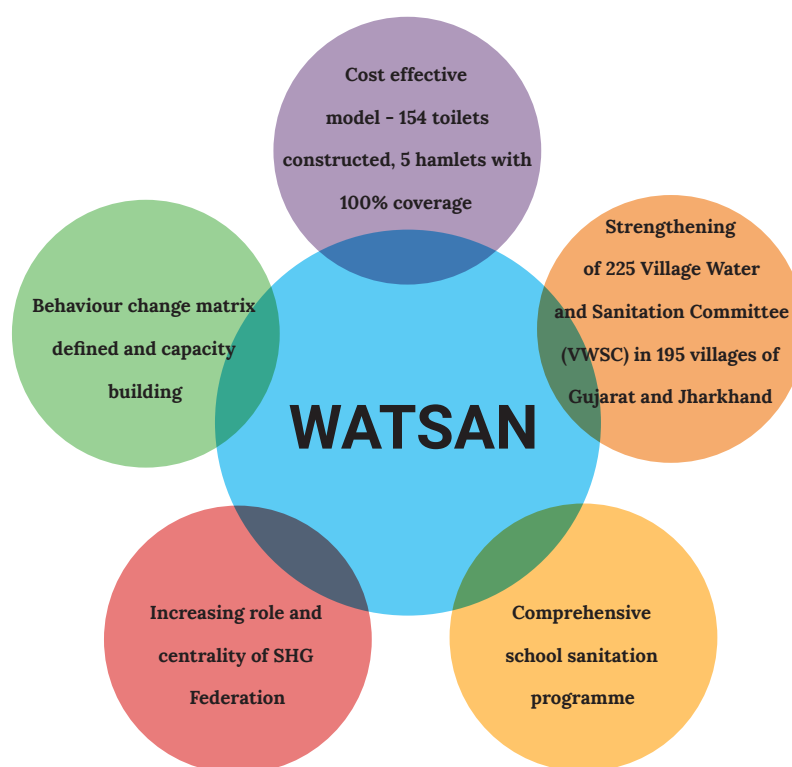 Cost effective
model - 154 toilets
constructed, 5 hamlets with
100% coverage
Strengthening
of 225 Village Water
and Sanitation Committee
(VWSC) in 195 villages of
Gujarat and Jharkhand
Behaviour change matrix
defined and capacity
building
WATSAN
Increasing role and
centrality of SHG
Federation
Comprehensive
school sanitation
programme